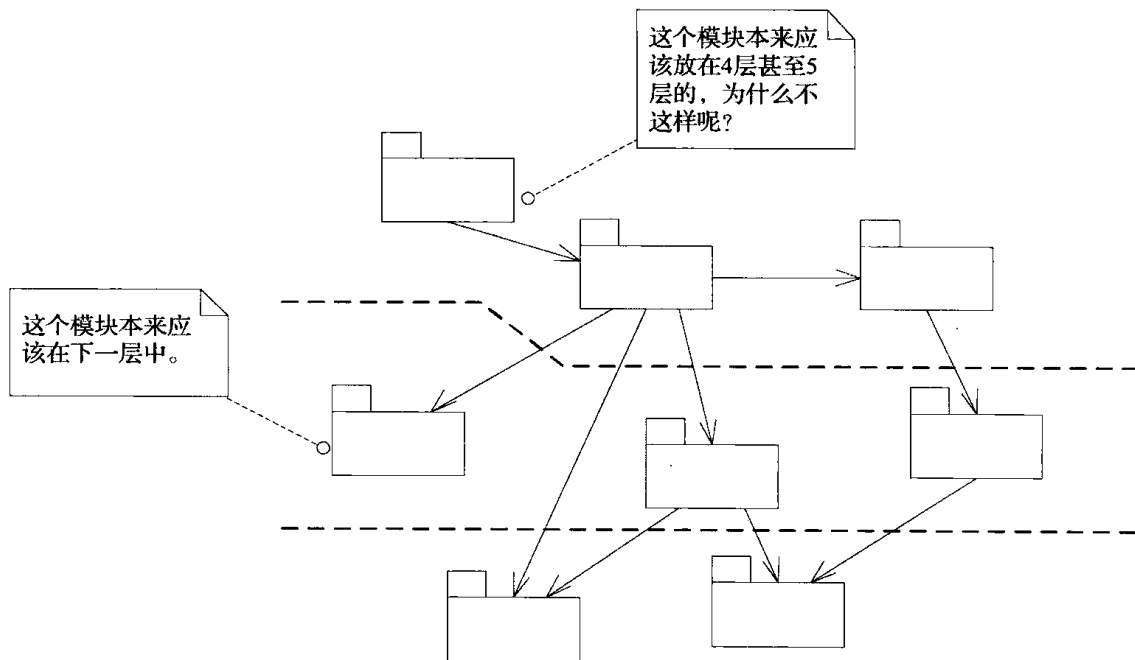 这个模块本来应
该放在4层甚至5
层的，为什么不
这样呢？
这个模块本来应
该在下一层中。